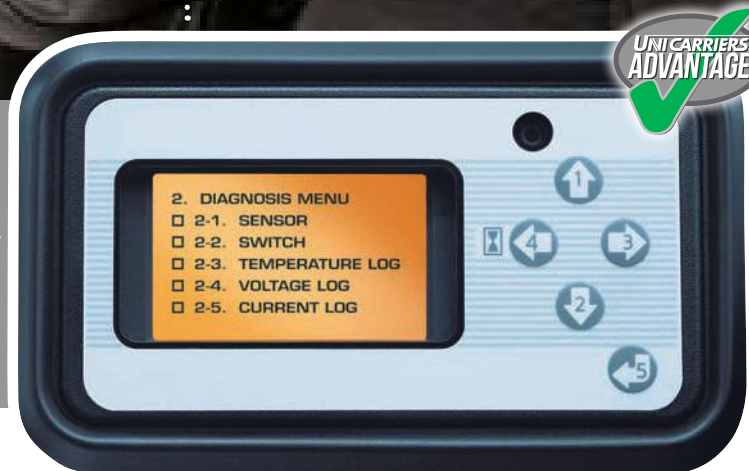 UNICARRIERS
ADVANTAGE
2. DIAGNOSIS MENU
2-1. SENSOR
2-2. SWITCH
2-3. TEMPERATURE LOG
2-4. VOLTAGE LOG
2-5. CURRENT LOG
1
4
3
2
5